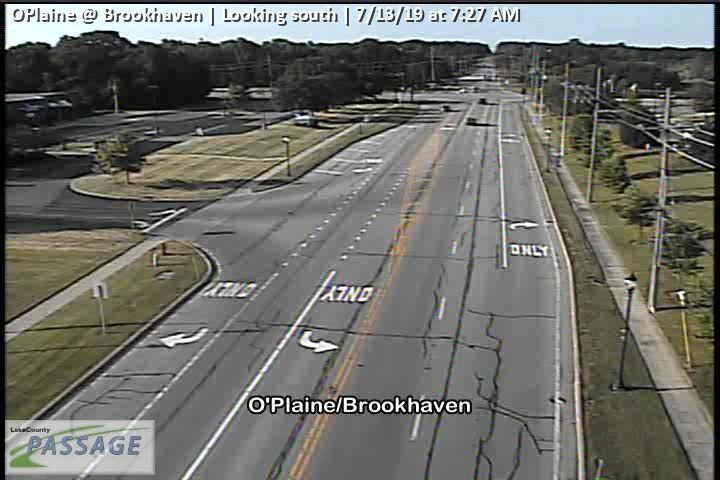 OPlaine @ Brookhaven | Looking south | 7/13/19 at 7:27 AM
ONLY
ONLY
ONLY
O'Plaine/Brookhaven
LakeCounty
PASSAGE